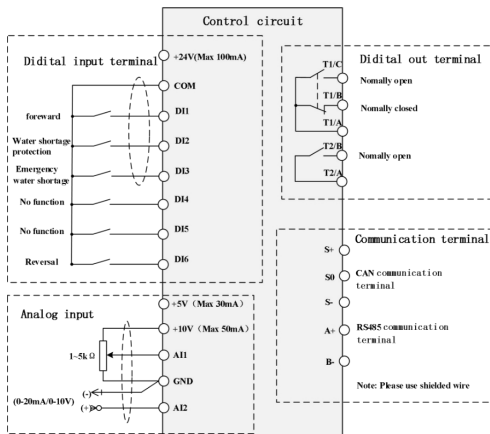 Control circuit
Didital input terminal
+24V(Max 100mA)
COM
foreward
DI1
Water shortage
protection
DI2
Emergency
water shortage
DI3
No function
DI4
No function
DI5
Reversal
DI6
Didital out terminal
T1/C
Nomally open
T1/B
Nomally closed
T1/A
T2/B
Nomally open
T2/A
Analog input
+5V (Max 30mA)
+10V (Max 50mA)
1~5k Ω
AI1
GND
(-)
(0-20mA/0-10V)
(+)
AI2
Communication terminal
S+
S0
CAN communication
terminal
S-
A+
RS485 communication
terminal
B-
Note: Please use shielded wire